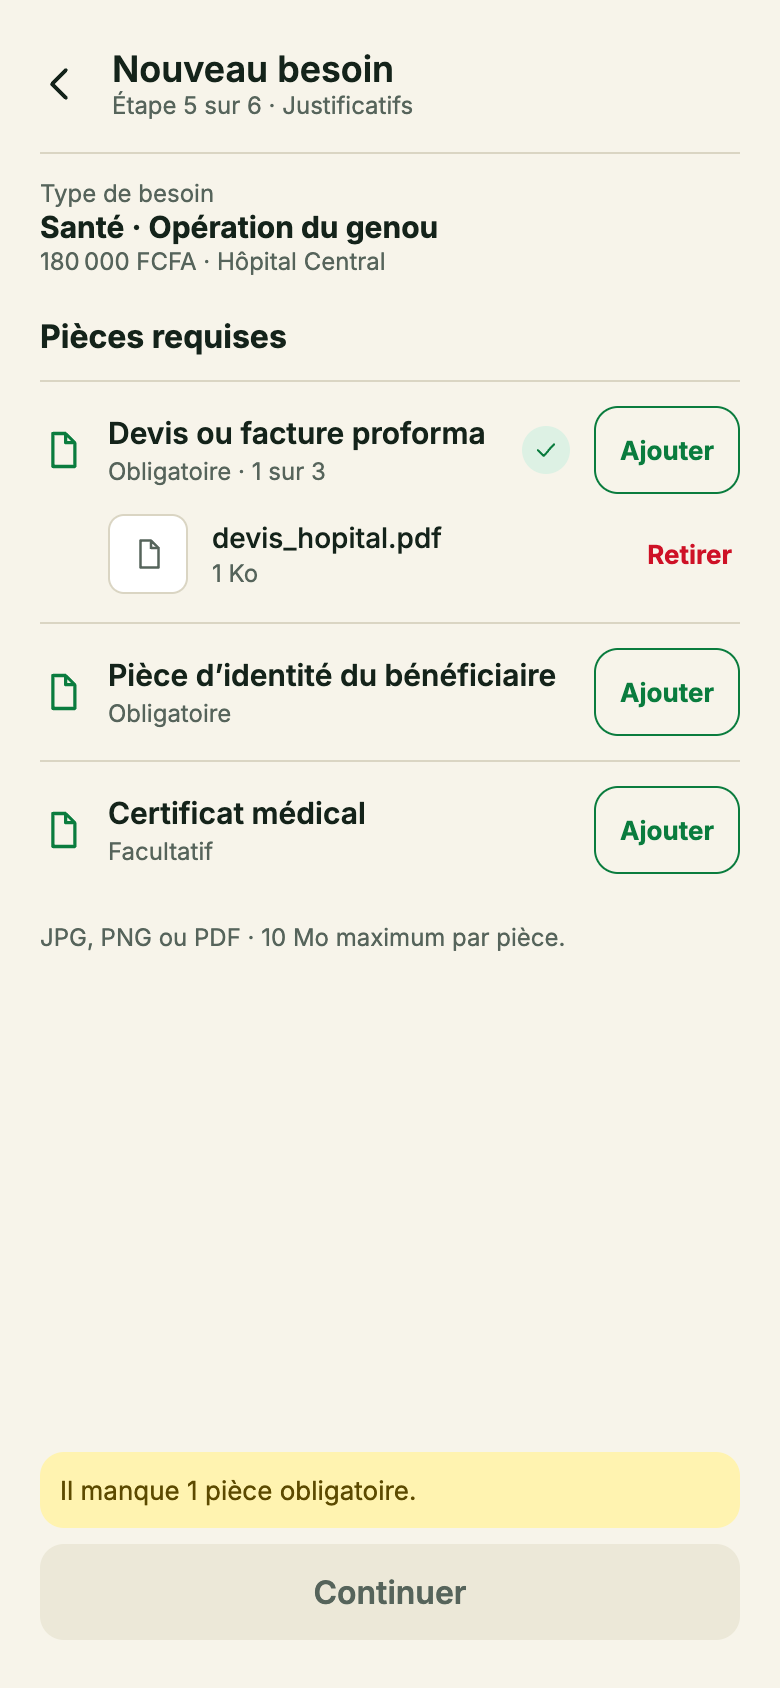 Nouveau besoin
Étape 5 sur 6 · Justificatifs
Type de besoin
Santé · Opération du genou
180 000 FCFA · Hôpital Central
Pièces requises
Devis ou facture proforma
Obligatoire · 1 sur 3
Ajouter
devis_hopital.pdf
1 Ko
Retirer
Pièce d’identité du bénéficiaire
Obligatoire
Ajouter
Certificat médical
Facultatif
Ajouter
JPG, PNG ou PDF · 10 Mo maximum par pièce.
Il manque 1 pièce obligatoire.
Continuer